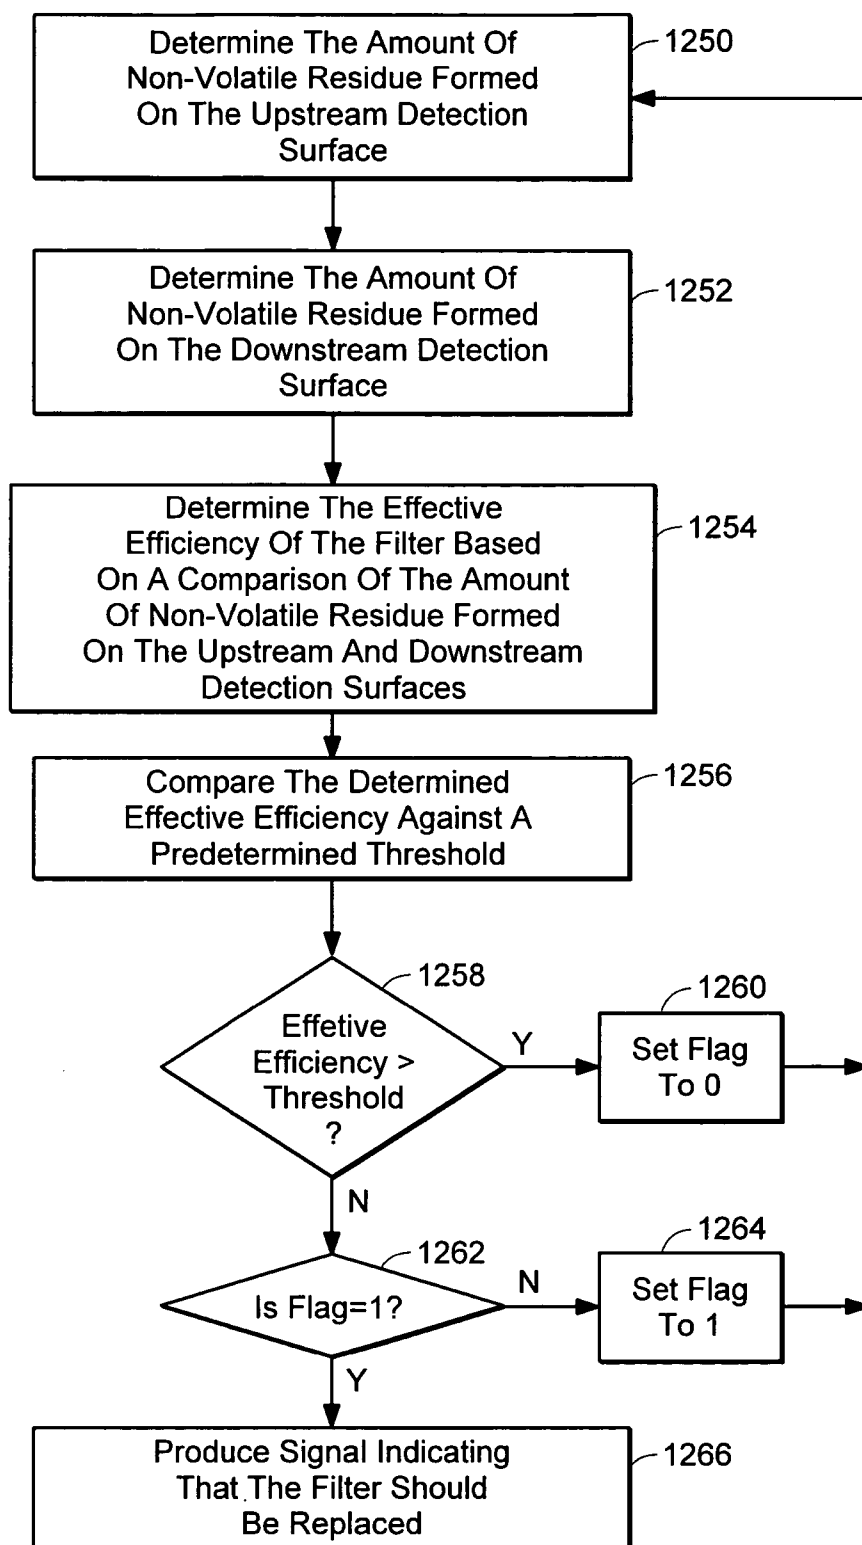 Determine The Amount Of
Non-Volatile Residue Formed
On The Upstream Detection
Surface
1250
Determine The Amount Of
Non-Volatile Residue Formed
On The Downstream Detection
Surface
1252
Determine The Effective
Efficiency Of The Filter Based
On A Comparison Of The Amount
Of Non-Volatile Residue Formed
On The Upstream And Downstream
Detection Surfaces
1254
Compare The Determined
Effective Efficiency Against A
Predetermined Threshold
1256
Effetive
Efficiency >
Threshold
?
1258
Y
Set Flag
To 0
1260
N
Is Flag=1?
1262
N
Set Flag
To 1
1264
Y
Produce Signal Indicating
That The Filter Should
Be Replaced
1266